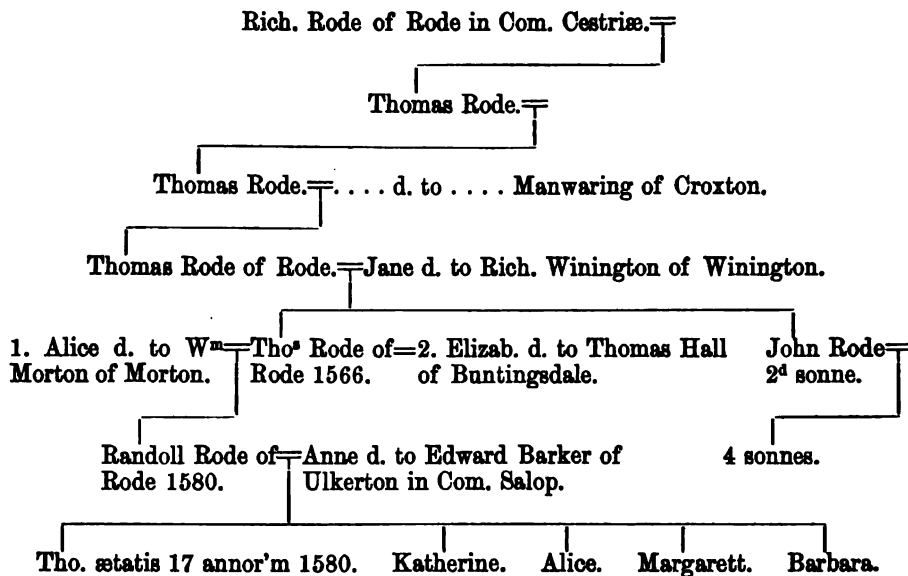 Rich. Rode of Rode in Com. Cestriæ.=
Thomas Rode.=
Thomas Rode.=. . . . d. to . . . . Manwaring of Croxton.
Thomas Rode of Rode.=Jane d. to Rich. Winington of Winington.
1. Alice d. to Wᵐ=Thoˢ Rode of=2. Elizab. d. to Thomas Hall John Rode=
Morton of Morton. Rode 1566. of Buntingsdale. 2ᵈ sonne.
Randoll Rode of=Anne d. to Edward Barker of 4 sonnes.
Rode 1580. Ulkerton in Com. Salop.
Tho. ætatis 17 annor'm 1580. Katherine. Alice. Margarett. Barbara.